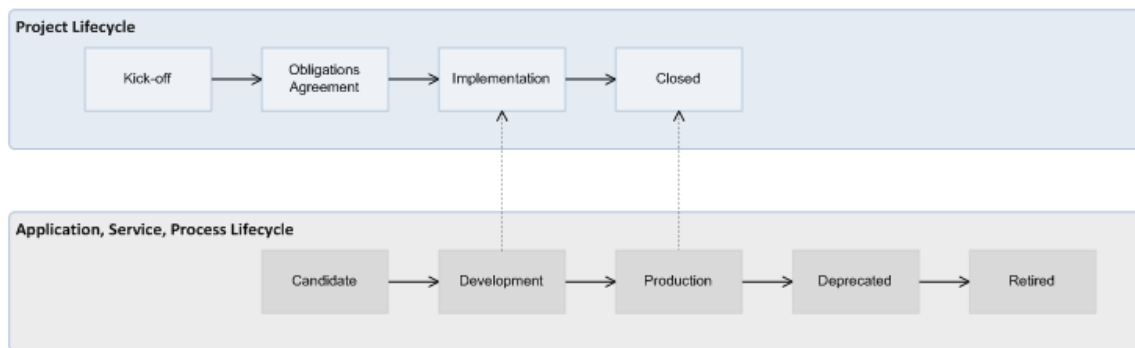 Project Lifecycle
Kick-off
Obligations
Agreement
Implementation
Closed
Application, Service, Process Lifecycle
Candidate
Development
Production
Deprecated
Retired